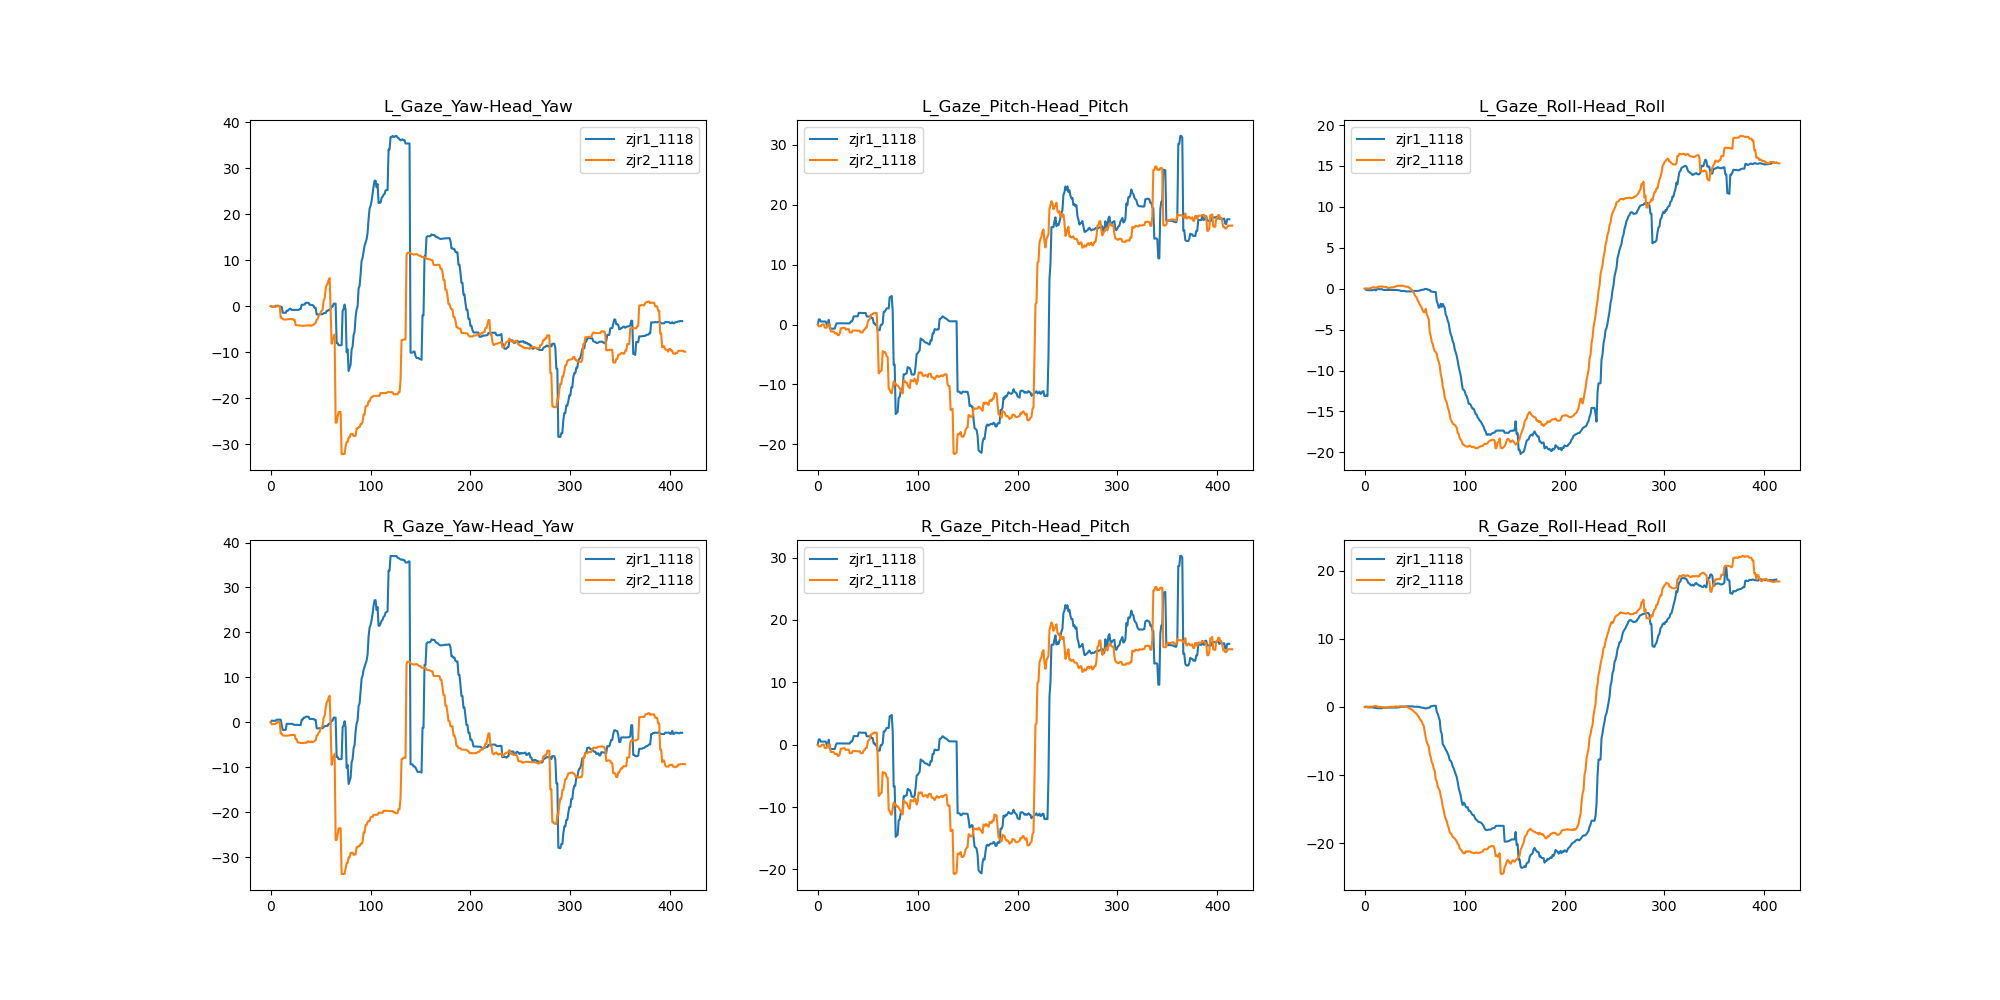 L_Gaze_Yaw-Head_Yaw
40
30
20
10
0
−10
−20
−30
0 100 200 300 400
zjr1_1118
zjr2_1118
L_Gaze_Pitch-Head_Pitch
30
20
10
0
−10
−20
0 100 200 300 400
zjr1_1118
zjr2_1118
L_Gaze_Roll-Head_Roll
20
15
10
5
0
−5
−10
−15
−20
0 100 200 300 400
zjr1_1118
zjr2_1118
R_Gaze_Yaw-Head_Yaw
40
30
20
10
0
−10
−20
−30
0 100 200 300 400
zjr1_1118
zjr2_1118
R_Gaze_Pitch-Head_Pitch
30
20
10
0
−10
−20
0 100 200 300 400
zjr1_1118
zjr2_1118
R_Gaze_Roll-Head_Roll
20
10
0
−10
−20
0 100 200 300 400
zjr1_1118
zjr2_1118